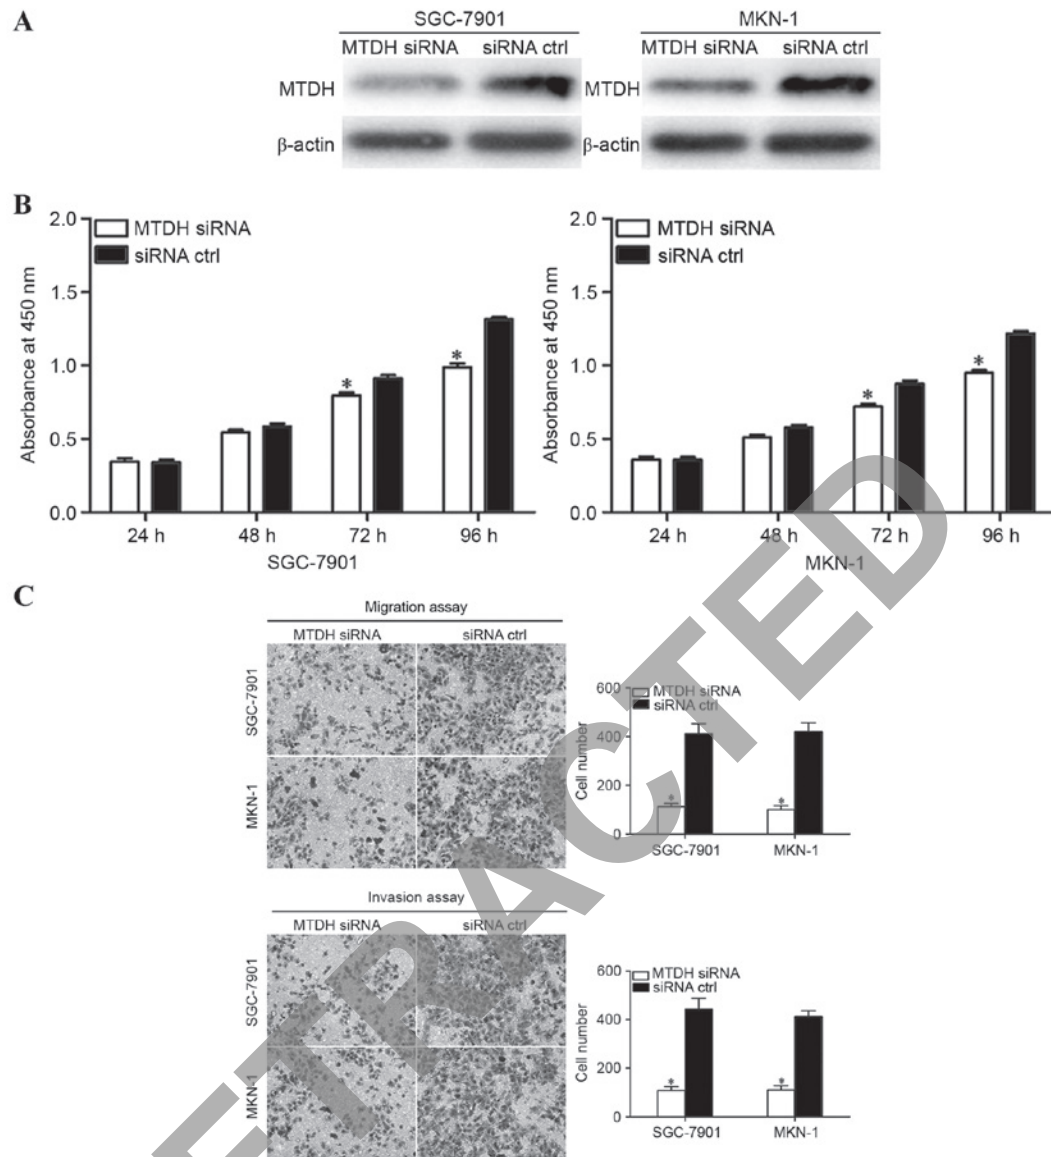 A
SGC-7901
MKN-1
MTDH siRNA siRNA ctrl
MTDH siRNA siRNA ctrl
MTDH
MTDH
β-actin
β-actin
B
2.0
1.5
1.0
0.5
0.0
Absorbance at 450 nm
MTDH siRNA
siRNA ctrl
* *
24 h 48 h 72 h 96 h
SGC-7901
2.0
1.5
1.0
0.5
0.0
Absorbance at 450 nm
MTDH siRNA
siRNA ctrl
* *
24 h 48 h 72 h 96 h
MKN-1
C
Migration assay
MTDH siRNA siRNA ctrl
SGC-7901
MKN-1
600
400
200
0
Cell number
MTDH siRNA
siRNA ctrl
* *
SGC-7901 MKN-1
Invasion assay
MTDH siRNA siRNA ctrl
SGC-7901
MKN-1
600
400
200
0
Cell number
MTDH siRNA
siRNA ctrl
* *
SGC-7901 MKN-1
ETRACTED